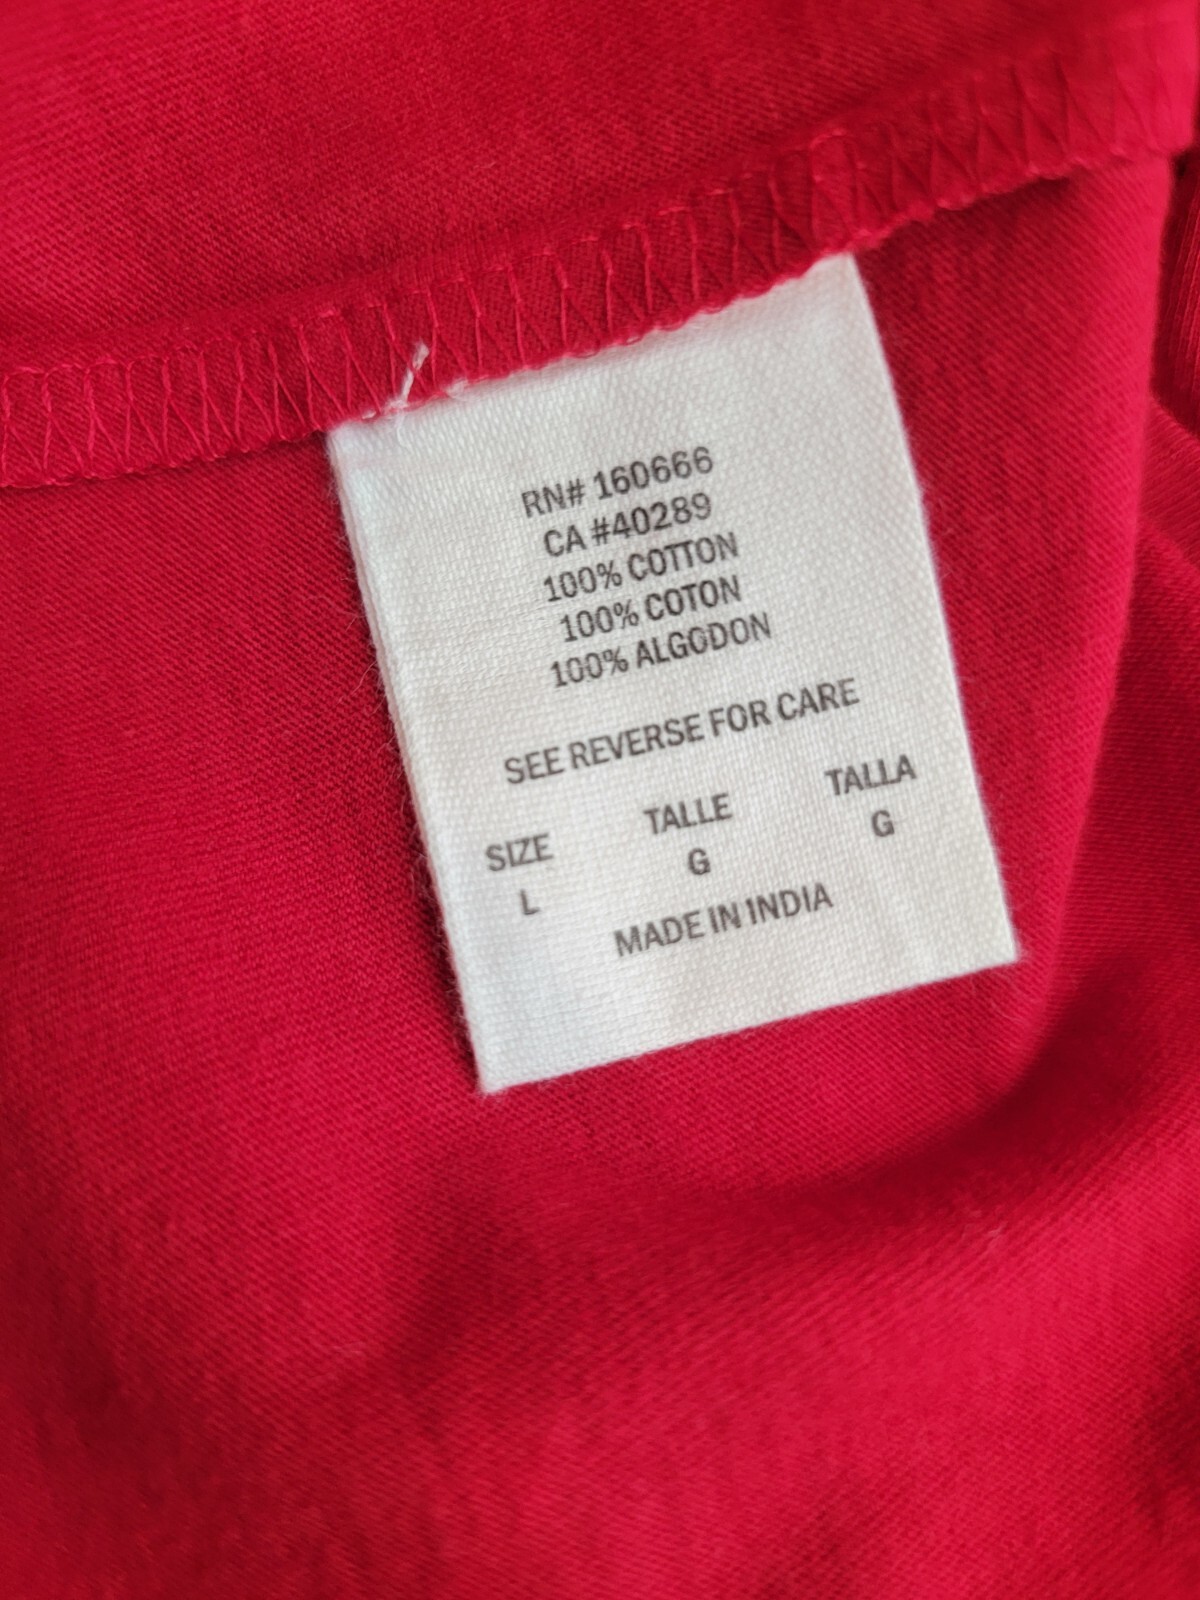 RN# 160666
CA #40289
100% COTTON
100% COTON
100% ALGODON
SEE REVERSE FOR CARE
SIZE TALLE TALLA
L G G
MADE IN INDIA